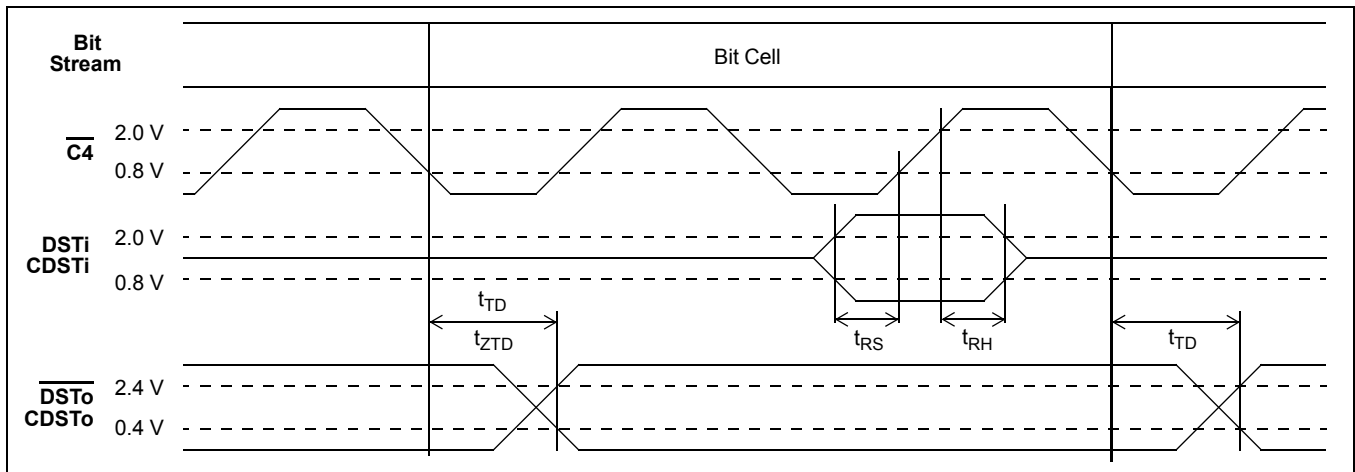 Bit
Stream
Bit Cell
C4
2.0 V
0.8 V
DSTi
CDSTi
2.0 V
0.8 V
tTD
tZTD
tRS
tRH
tTD
DSTo
CDSTo
2.4 V
0.4 V